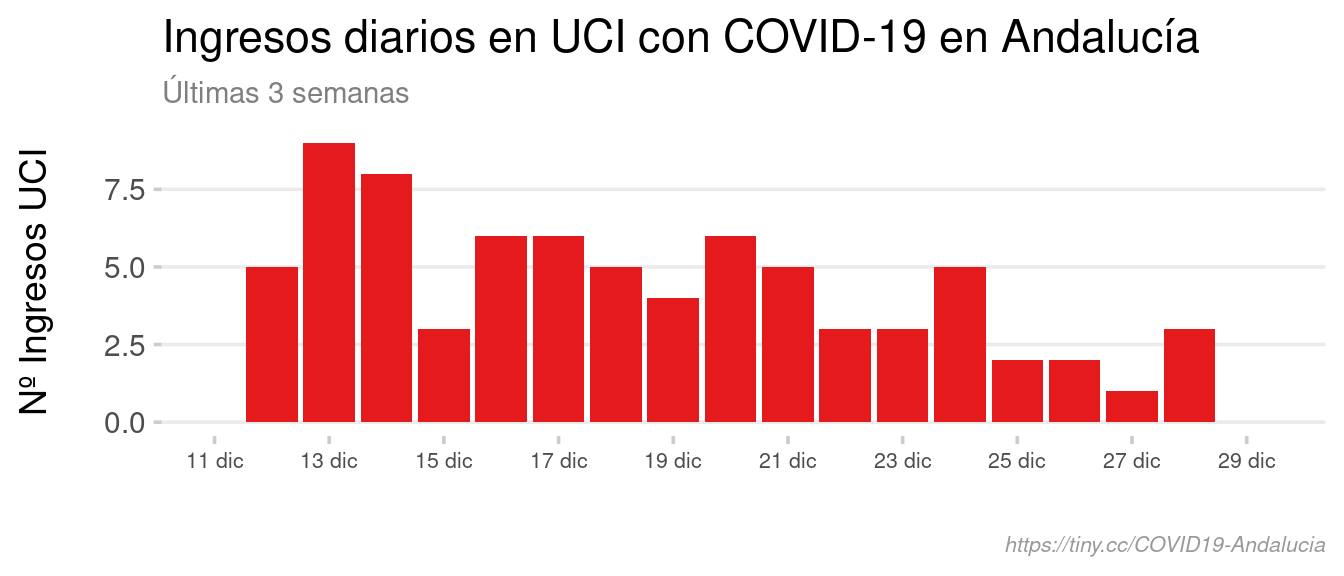 Ingresos diarios en UCI con COVID-19 en Andalucía
Últimas 3 semanas
Nº Ingresos UCI
7.5
5.0
2.5
0.0
11 dic 13 dic 15 dic 17 dic 19 dic 21 dic 23 dic 25 dic 27 dic 29 dic
https://tiny.cc/COVID19-Andalucia